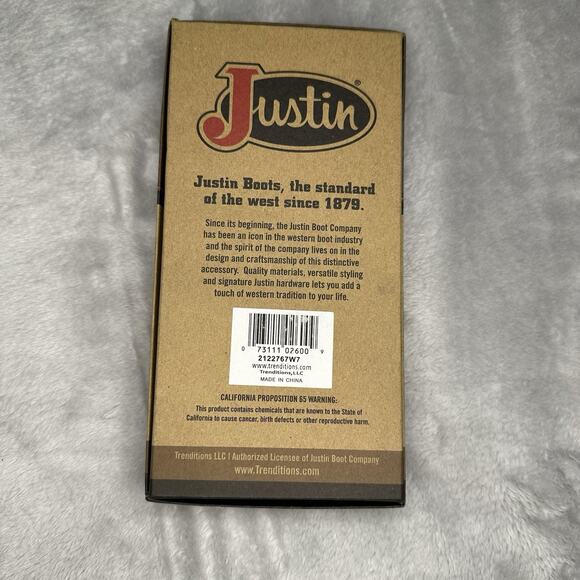 Justin®
Justin Boots, the standard
of the west since 1879.
Since its beginning, the Justin Boot Company
has been an icon in the western boot industry
and the spirit of the company lives on in the
design and craftsmanship of this distinctive
accessory. Quality materials, versatile styling
and signature Justin hardware lets you add a
touch of western tradition to your life.
0 73111 02600 9
2122767W7
www.trenditions.com
Trenditions,LLC
MADE IN CHINA
CALIFORNIA PROPOSITION 65 WARNING:
This product contains chemicals that are known to the State of
California to cause cancer, birth defects or other reproductive harm.
Trenditions LLC | Authorized Licensee of Justin Boot Company
www.Trenditions.com